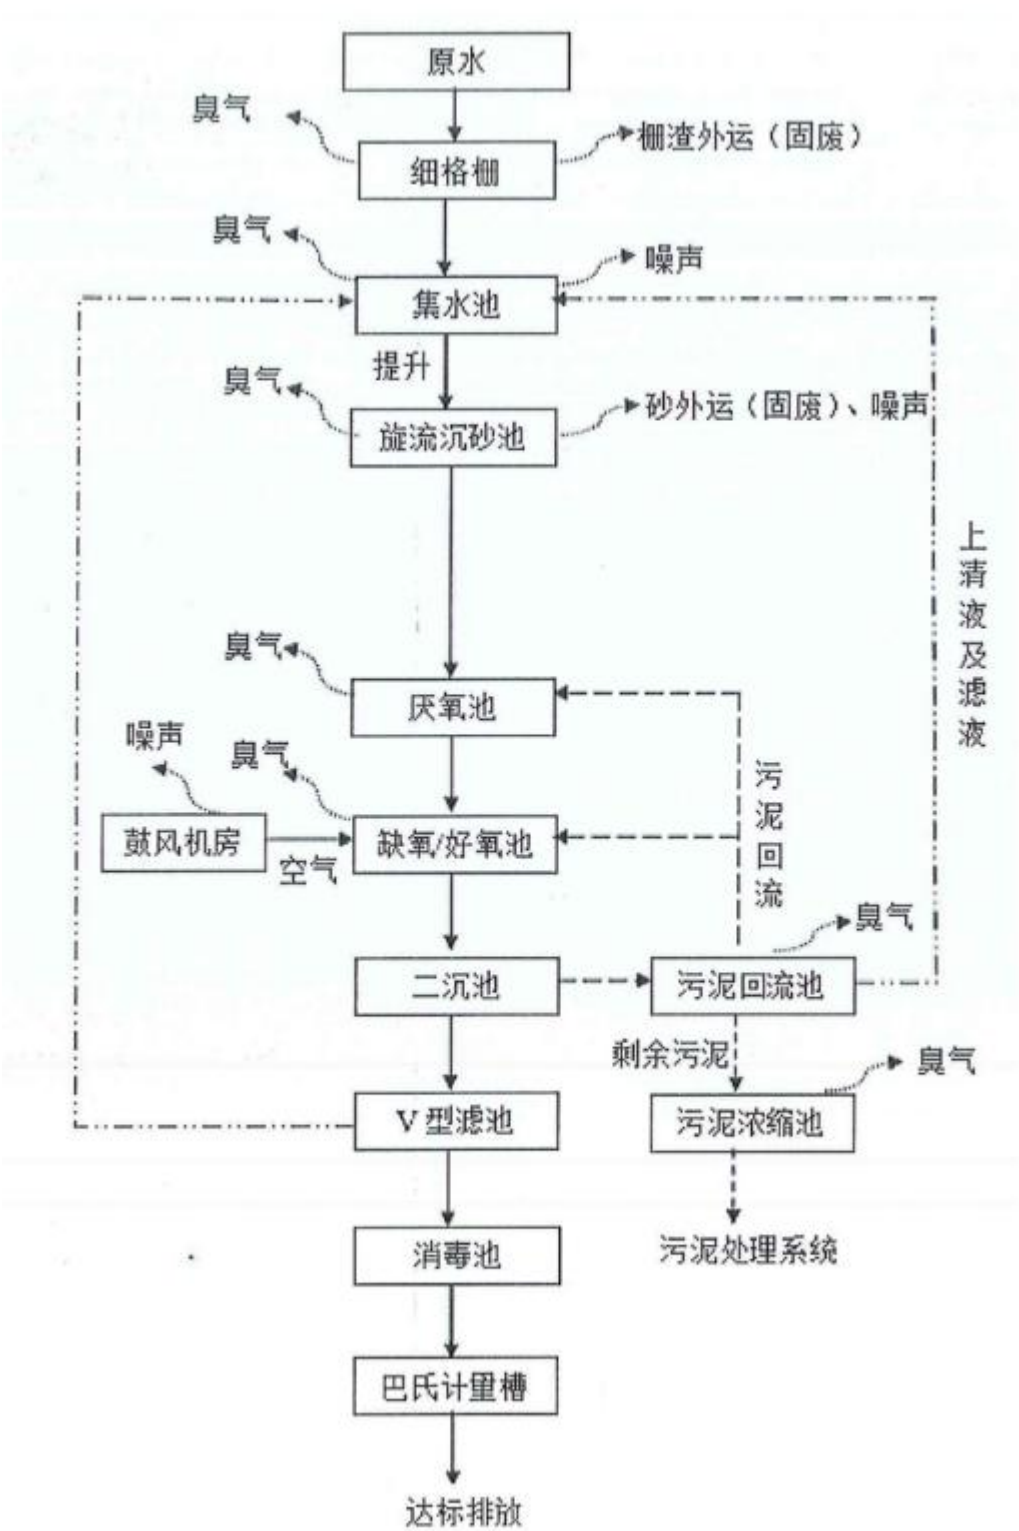 原水
臭气
栅渣外运（固废）
细格栅
臭气
噪声
集水池
提升
臭气
砂外运（固废）、噪声
旋流沉砂池
上清液及滤液
臭气
厌氧池
噪声
臭气
污泥回流
鼓风机房
空气
缺氧/好氧池
臭气
二沉池
污泥回流池
剩余污泥
臭气
V型滤池
污泥浓缩池
消毒池
污泥处理系统
巴氏计量槽
达标排放